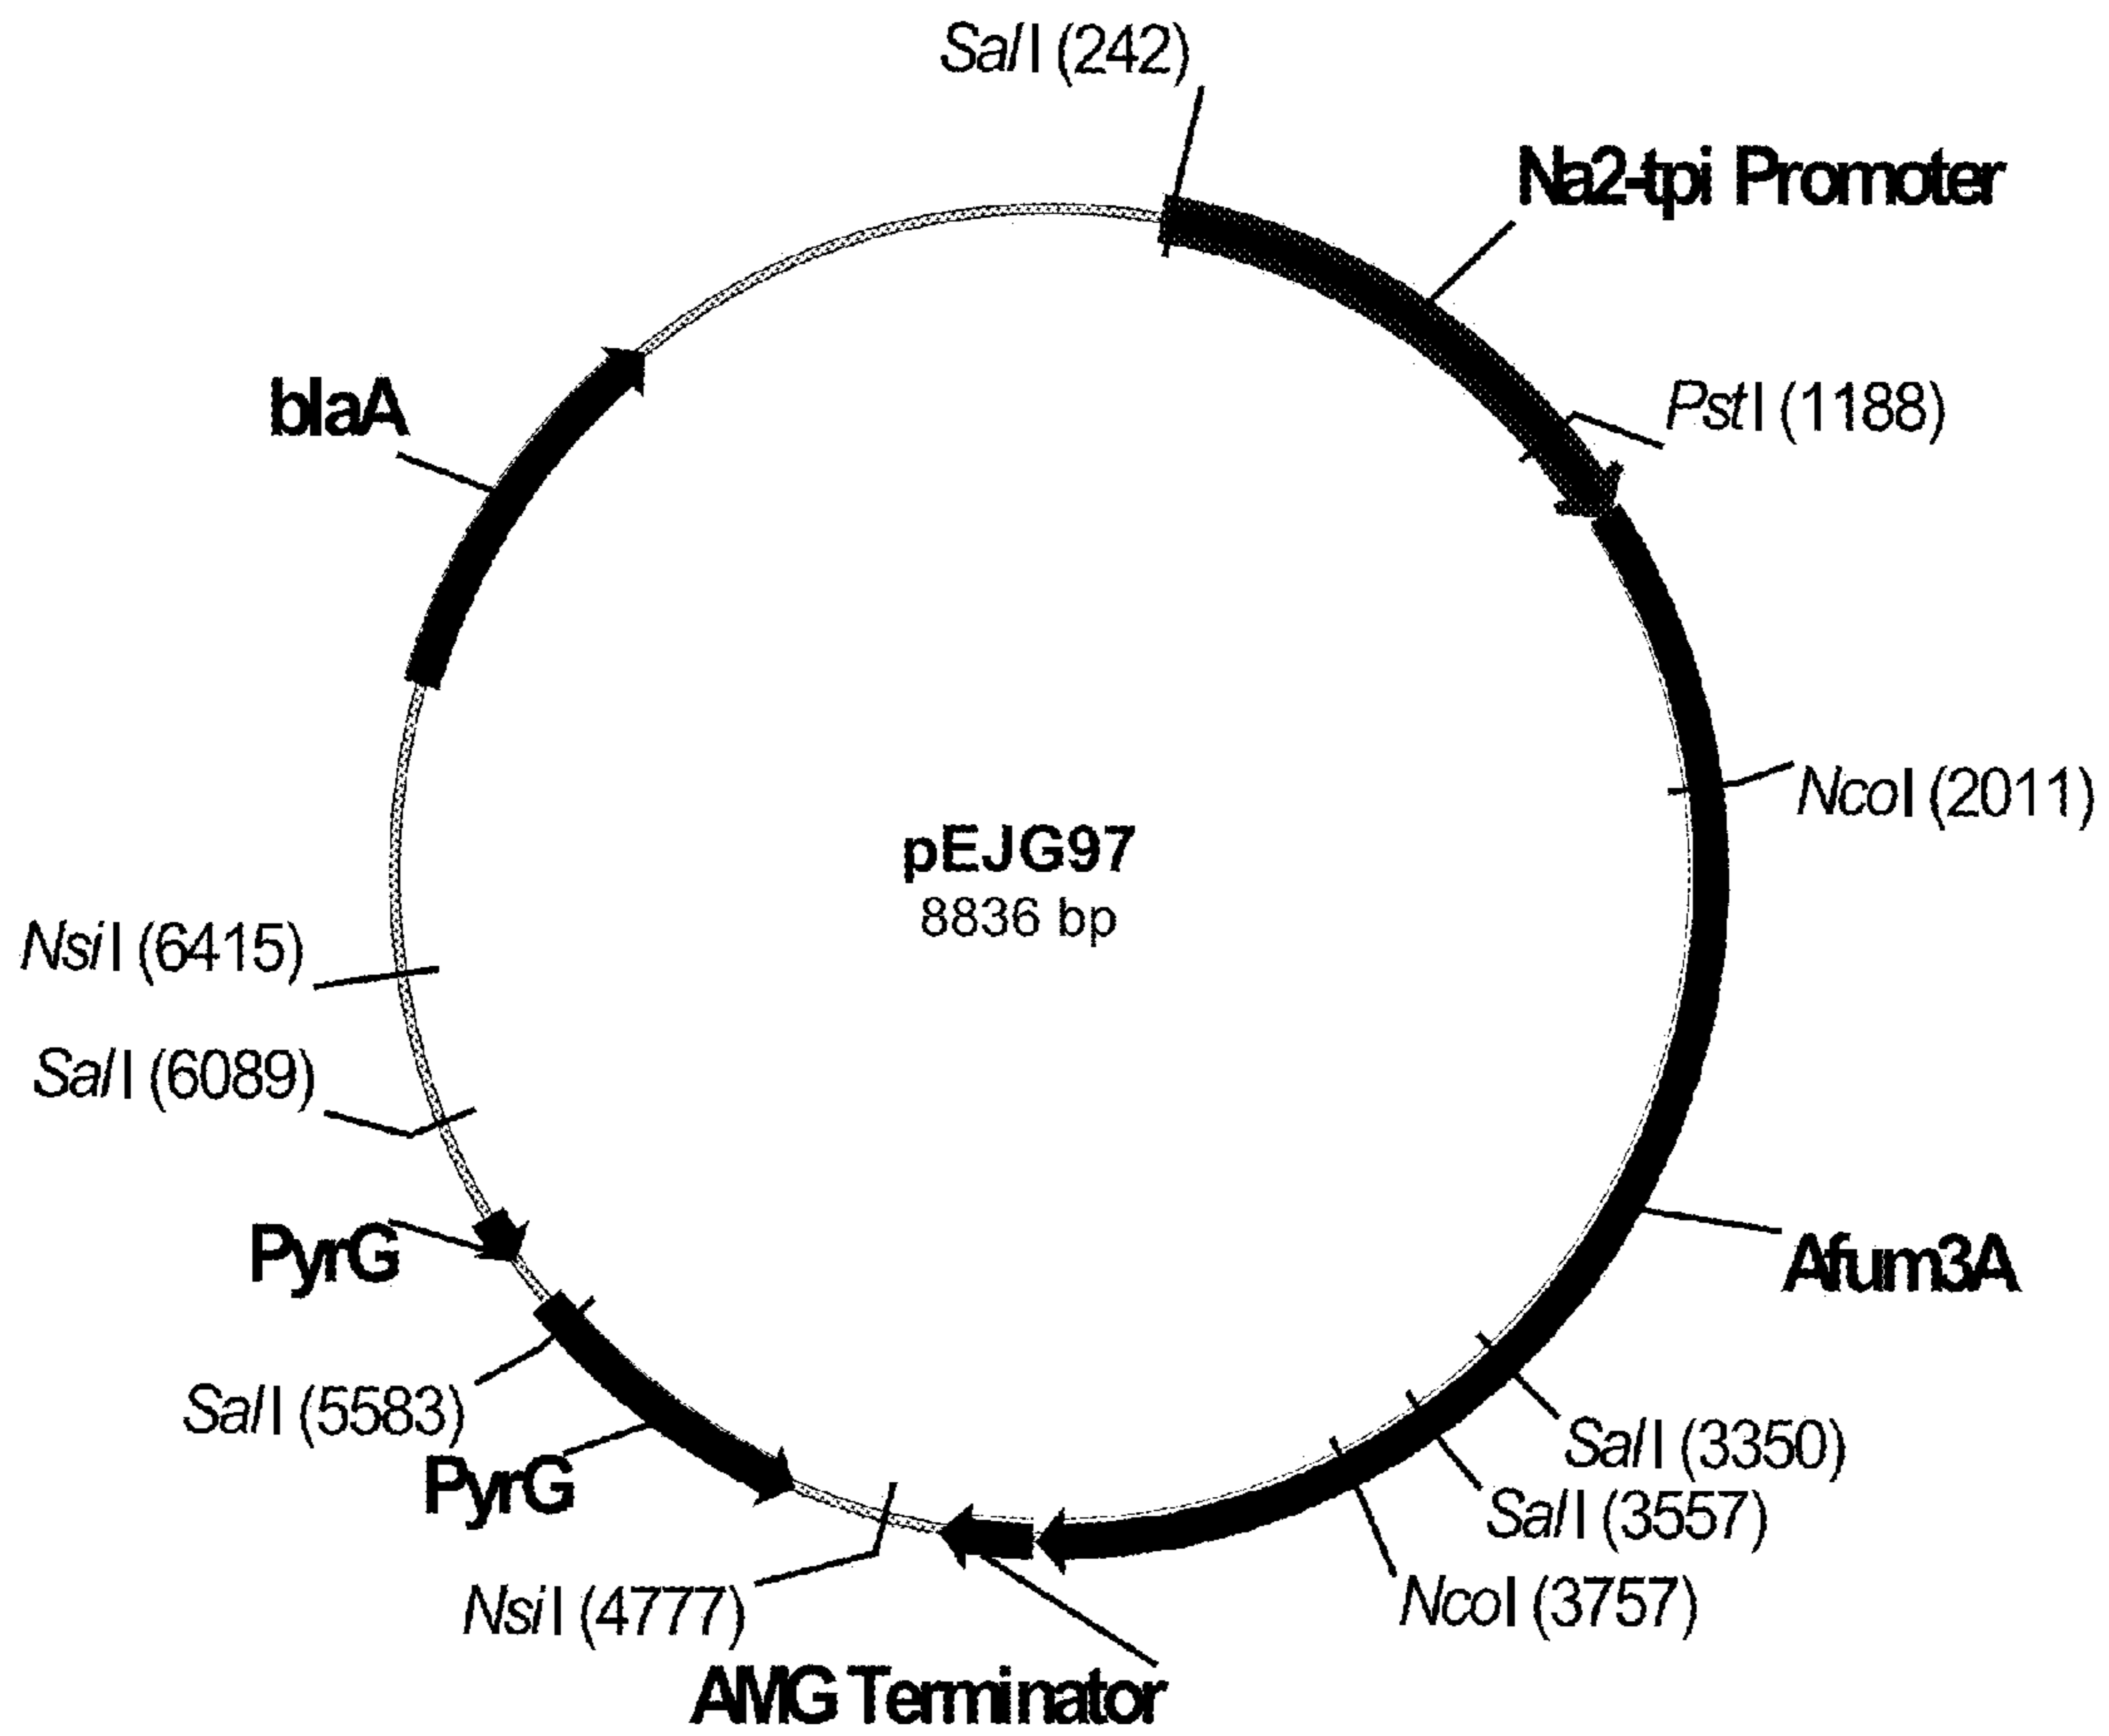 SalI (242)
Na2-tpi Promoter
blaA
PstI (1188)
NcoI (2011)
pEJG97
8836 bp
NsiI (6415)
SalI (6089)
PyrG
Afum3A
SalI (5583)
SalI (3350)
PyrG
SalI (3557)
NsiI (4777)
NcoI (3757)
AMG Terminator